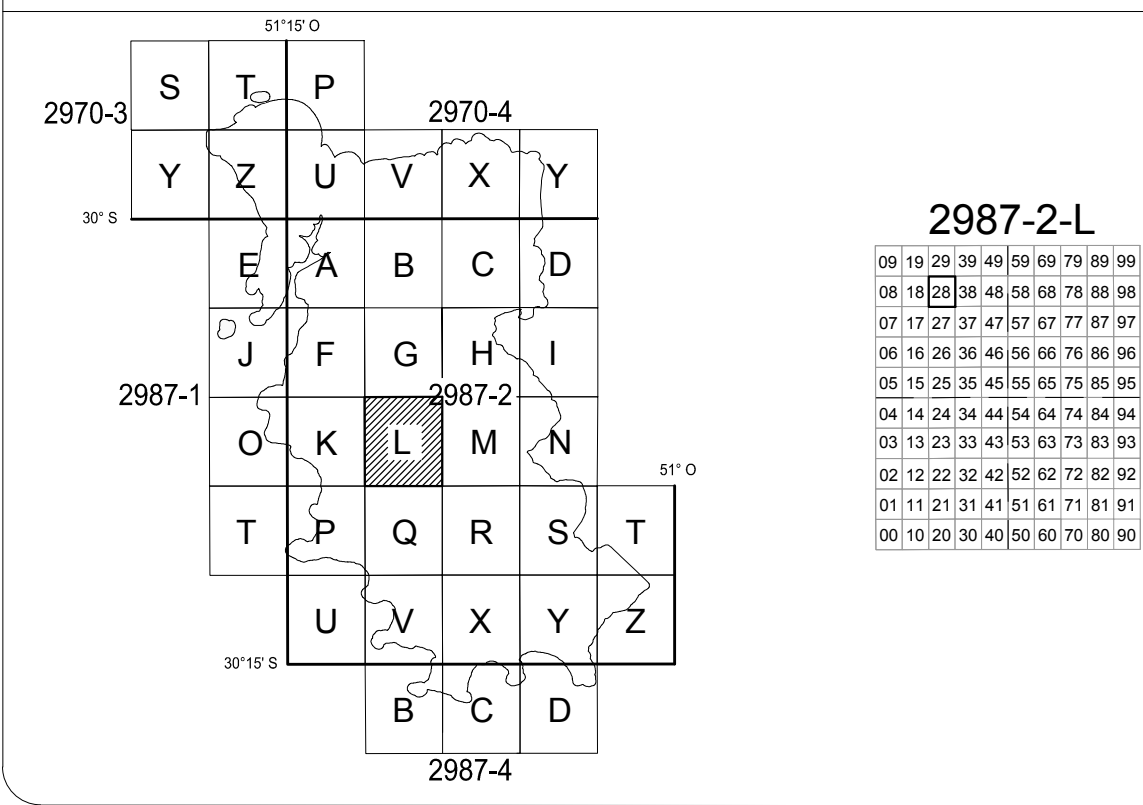 51°15' O
S T P
2970-3
2970-4
Y Z U V X Y
30° S
E A B C D
J F G H I
2987-1
2987-2
O K L M N
51° O
T P Q R S T
U V X Y Z
30°15' S
B C D
2987-4
2987-2-L
09 19 29 39 49 59 69 79 89 99
08 18 28 38 48 58 68 78 88 98
07 17 27 37 47 57 67 77 87 97
06 16 26 36 46 56 66 76 86 96
05 15 25 35 45 55 65 75 85 95
04 14 24 34 44 54 64 74 84 94
03 13 23 33 43 53 63 73 83 93
02 12 22 32 42 52 62 72 82 92
01 11 21 31 41 51 61 71 81 91
00 10 20 30 40 50 60 70 80 90